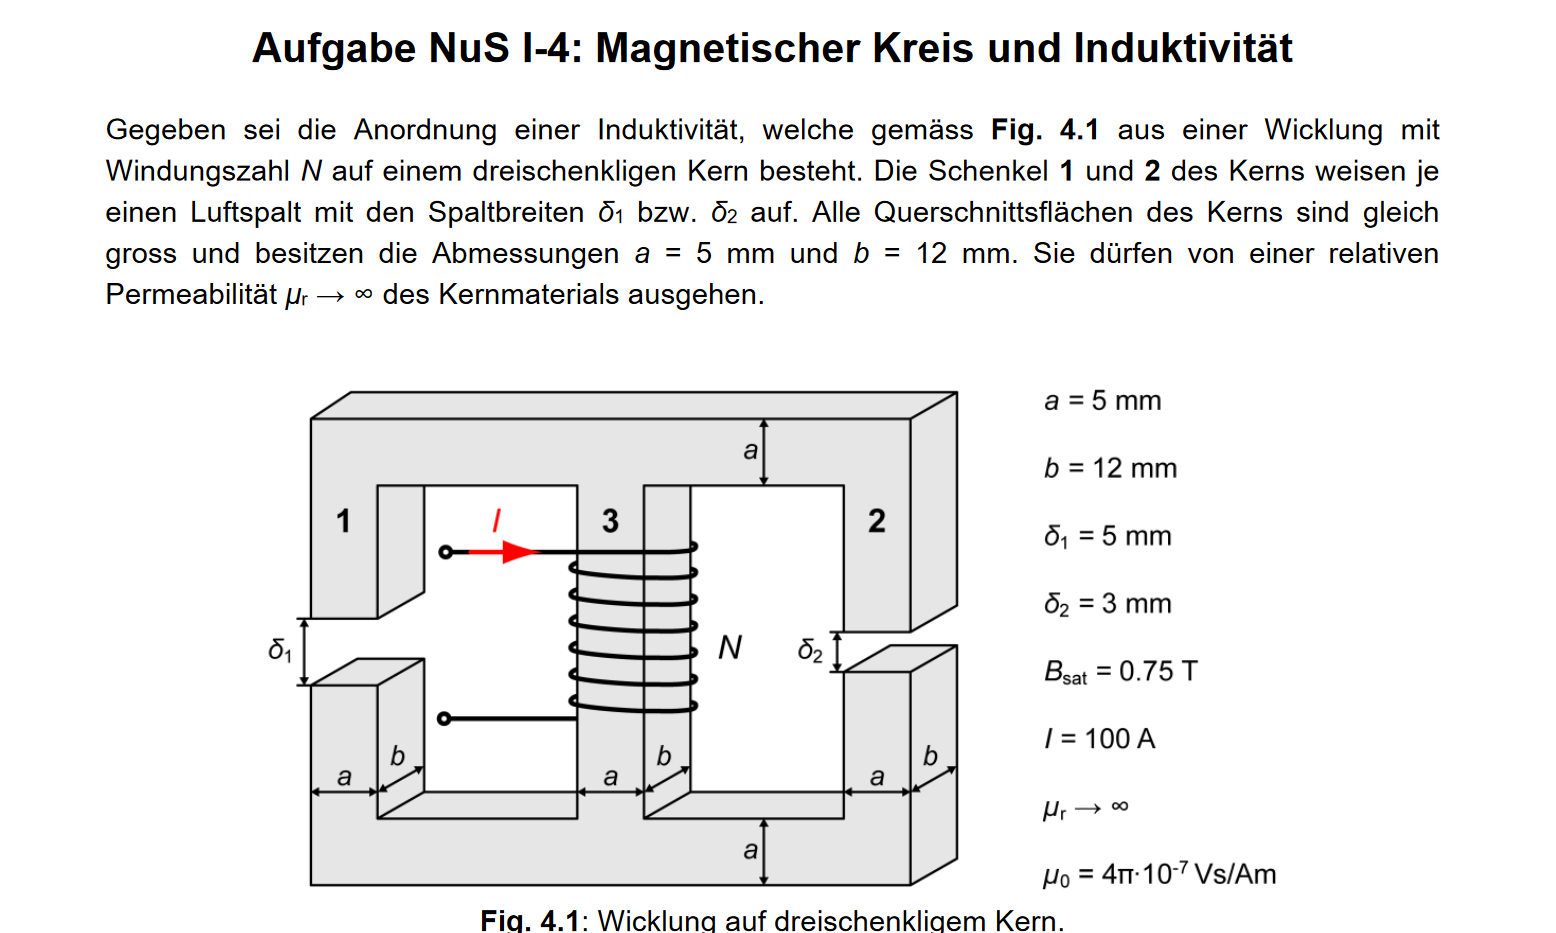 Aufgabe NuS I-4: Magnetischer Kreis und Induktivität
Gegeben sei die Anordnung einer Induktivität, welche gemäss Fig. 4.1 aus einer Wicklung mit
Windungszahl N auf einem dreischenkligen Kern besteht. Die Schenkel 1 und 2 des Kerns weisen je
einen Luftspalt mit den Spaltbreiten δ₁ bzw. δ₂ auf. Alle Querschnittsflächen des Kerns sind gleich
gross und besitzen die Abmessungen a = 5 mm und b = 12 mm. Sie dürfen von einer relativen
Permeabilität μᵣ → ∞ des Kernmaterials ausgehen.
a
1
I
3
2
δ₁
N
δ₂
b
b
b
a
a
a
a
a = 5 mm
b = 12 mm
δ₁ = 5 mm
δ₂ = 3 mm
Bsat = 0.75 T
I = 100 A
μᵣ → ∞
μ₀ = 4π·10⁻⁷ Vs/Am
Fig. 4.1: Wicklung auf dreischenkligem Kern.